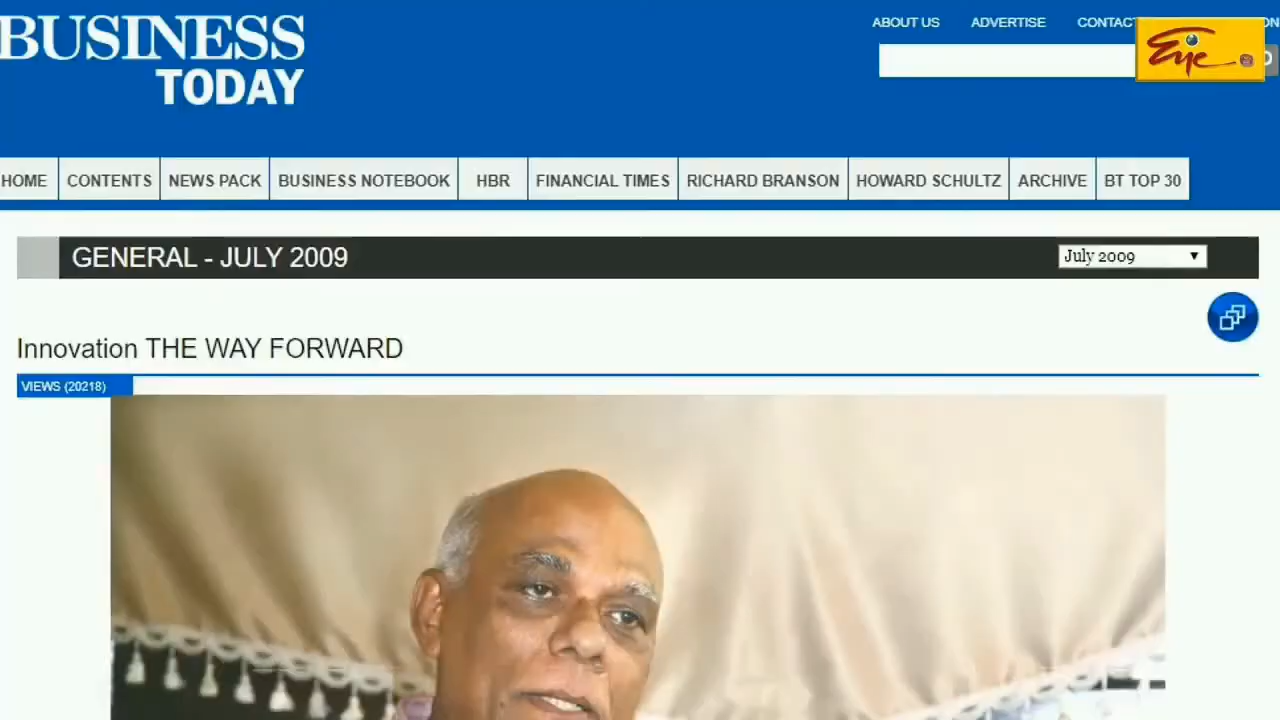 BUSINESS
TODAY
ABOUT US ADVERTISE CONTAC
Eye
HOME CONTENTS NEWS PACK BUSINESS NOTEBOOK HBR FINANCIAL TIMES RICHARD BRANSON HOWARD SCHULTZ ARCHIVE BT TOP 30
GENERAL - JULY 2009
July 2009
Innovation THE WAY FORWARD
VIEWS (20218)